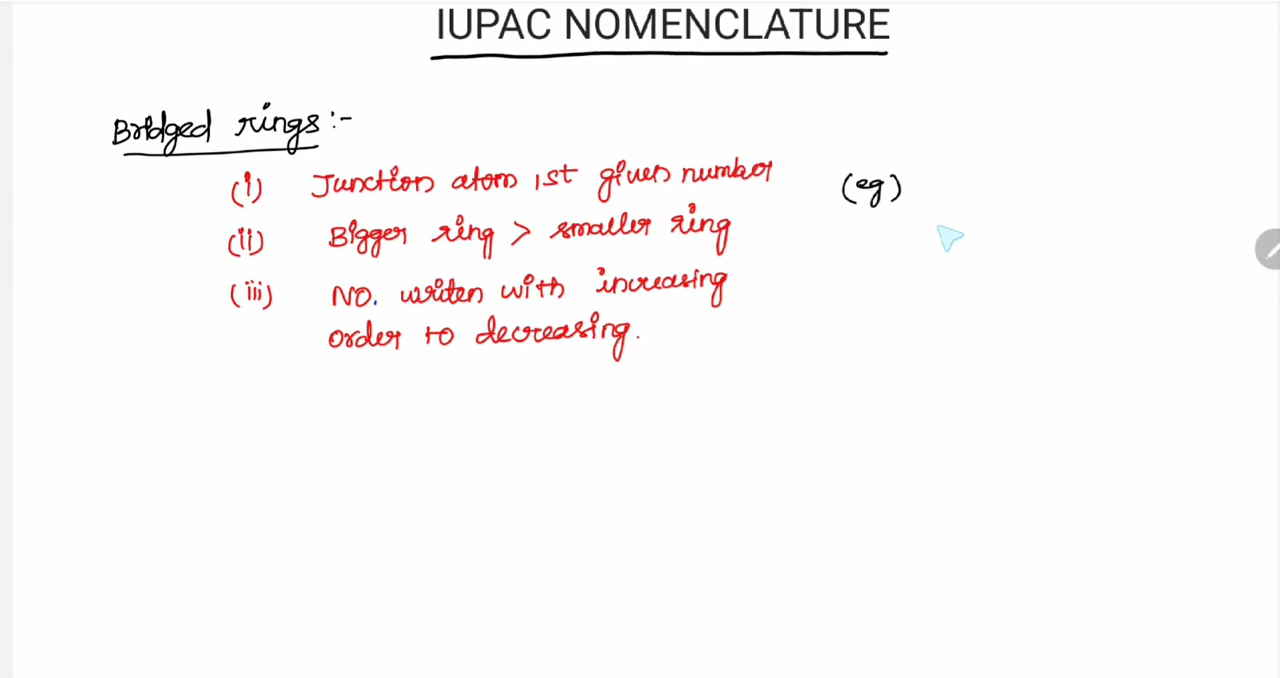 IUPAC NOMENCLATURE
Bridged rings :-
(i) Junction atom 1st given number (eg)
(ii) Bigger ring > smaller ring
(iii) NO. writen with increasing
order to decreasing.